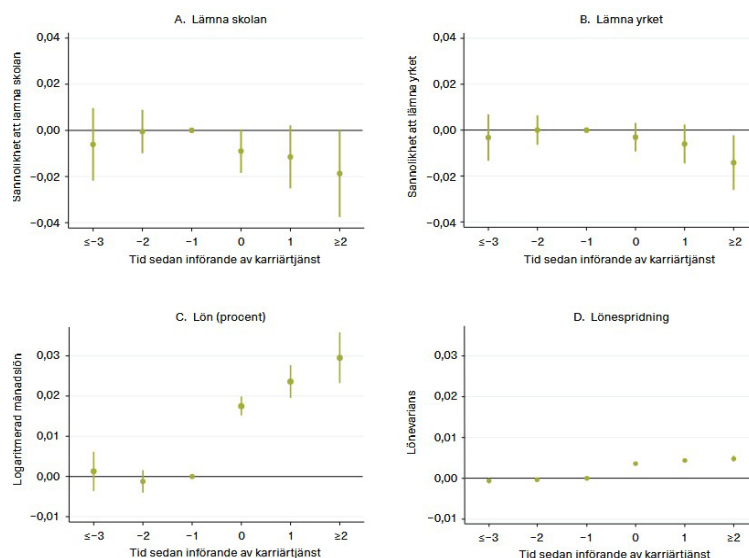 A. Lämna skolan
Sannolikhet att lämna skolan
0,04
0,02
0,00
−0,02
−0,04
≤−3 −2 −1 0 1 ≥2
Tid sedan införande av karriärtjänst
B. Lämna yrket
Sannolikhet att lämna yrket
0,04
0,02
0,00
−0,02
−0,04
≤−3 −2 −1 0 1 ≥2
Tid sedan införande av karriärtjänst
C. Lön (procent)
Logaritmerad månadslön
0,03
0,02
0,01
0,00
−0,01
≤−3 −2 −1 0 1 ≥2
Tid sedan införande av karriärtjänst
D. Lönespridning
Lönevarians
0,03
0,02
0,01
0,00
−0,01
≤−3 −2 −1 0 1 ≥2
Tid sedan införande av karriärtjänst